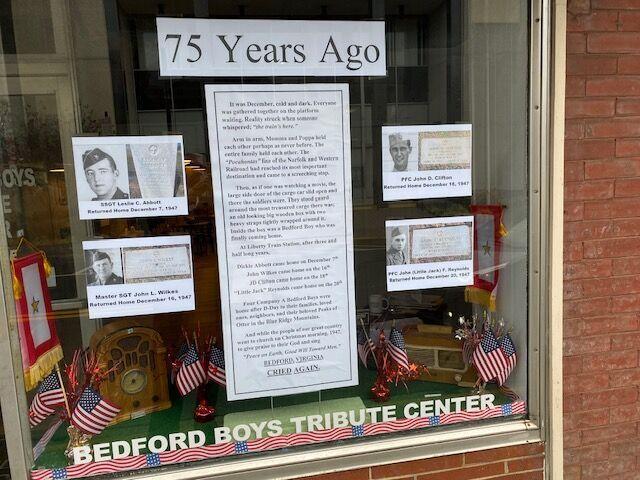 75 Years Ago
It was December, cold and dark. Everyone
was gathered together on the platform
waiting. Reality struck when someone
whispered; "the train's here."
Arm in arm, Momma and Poppa held
each other perhaps as never before. The
entire family held each other. The
"Pocahontas" line of the Norfolk and Western
Railroad had reached its most important
destination and came to a screeching stop.
Then, as if one was watching a movie, the
large side door of the cargo car slid open and
there the soldiers were. They stood guard
around the most treasured cargo there was;
an old looking big wooden box with two
heavy straps tightly wrapped around it.
Inside the box was a Bedford Boy who was
finally coming home.
At Liberty Train Station, after three and
half long years,
Dickie Abbott came home on December 7th
John Wilkes came home on the 16th
JD Clifton came home on the 18th
"Little Jack" Reynolds came home on the 20th
Four Company A Bedford Boys were
home after D-Day to their families, loved
ones, neighbors, and their beloved Peaks of
Otter in the Blue Ridge Mountains.
And while the people of our great country
went to church on Christmas morning, 1947,
to give praise to their God and sing
"Peace on Earth, Good Will Toward Men."
BEDFORD, VIRGINIA
CRIED AGAIN.
SSGT Leslie C. Abbott
Returned Home December 7, 1947
Master SGT John L. Wilkes
Returned Home December 16, 1947
PFC John D. Clifton
Returned Home December 1947
PFC John (Little Jack) F. Reynolds
Returned Home December 1947
BOYS
BEDFORD BOYS TRIBUTE CENTER